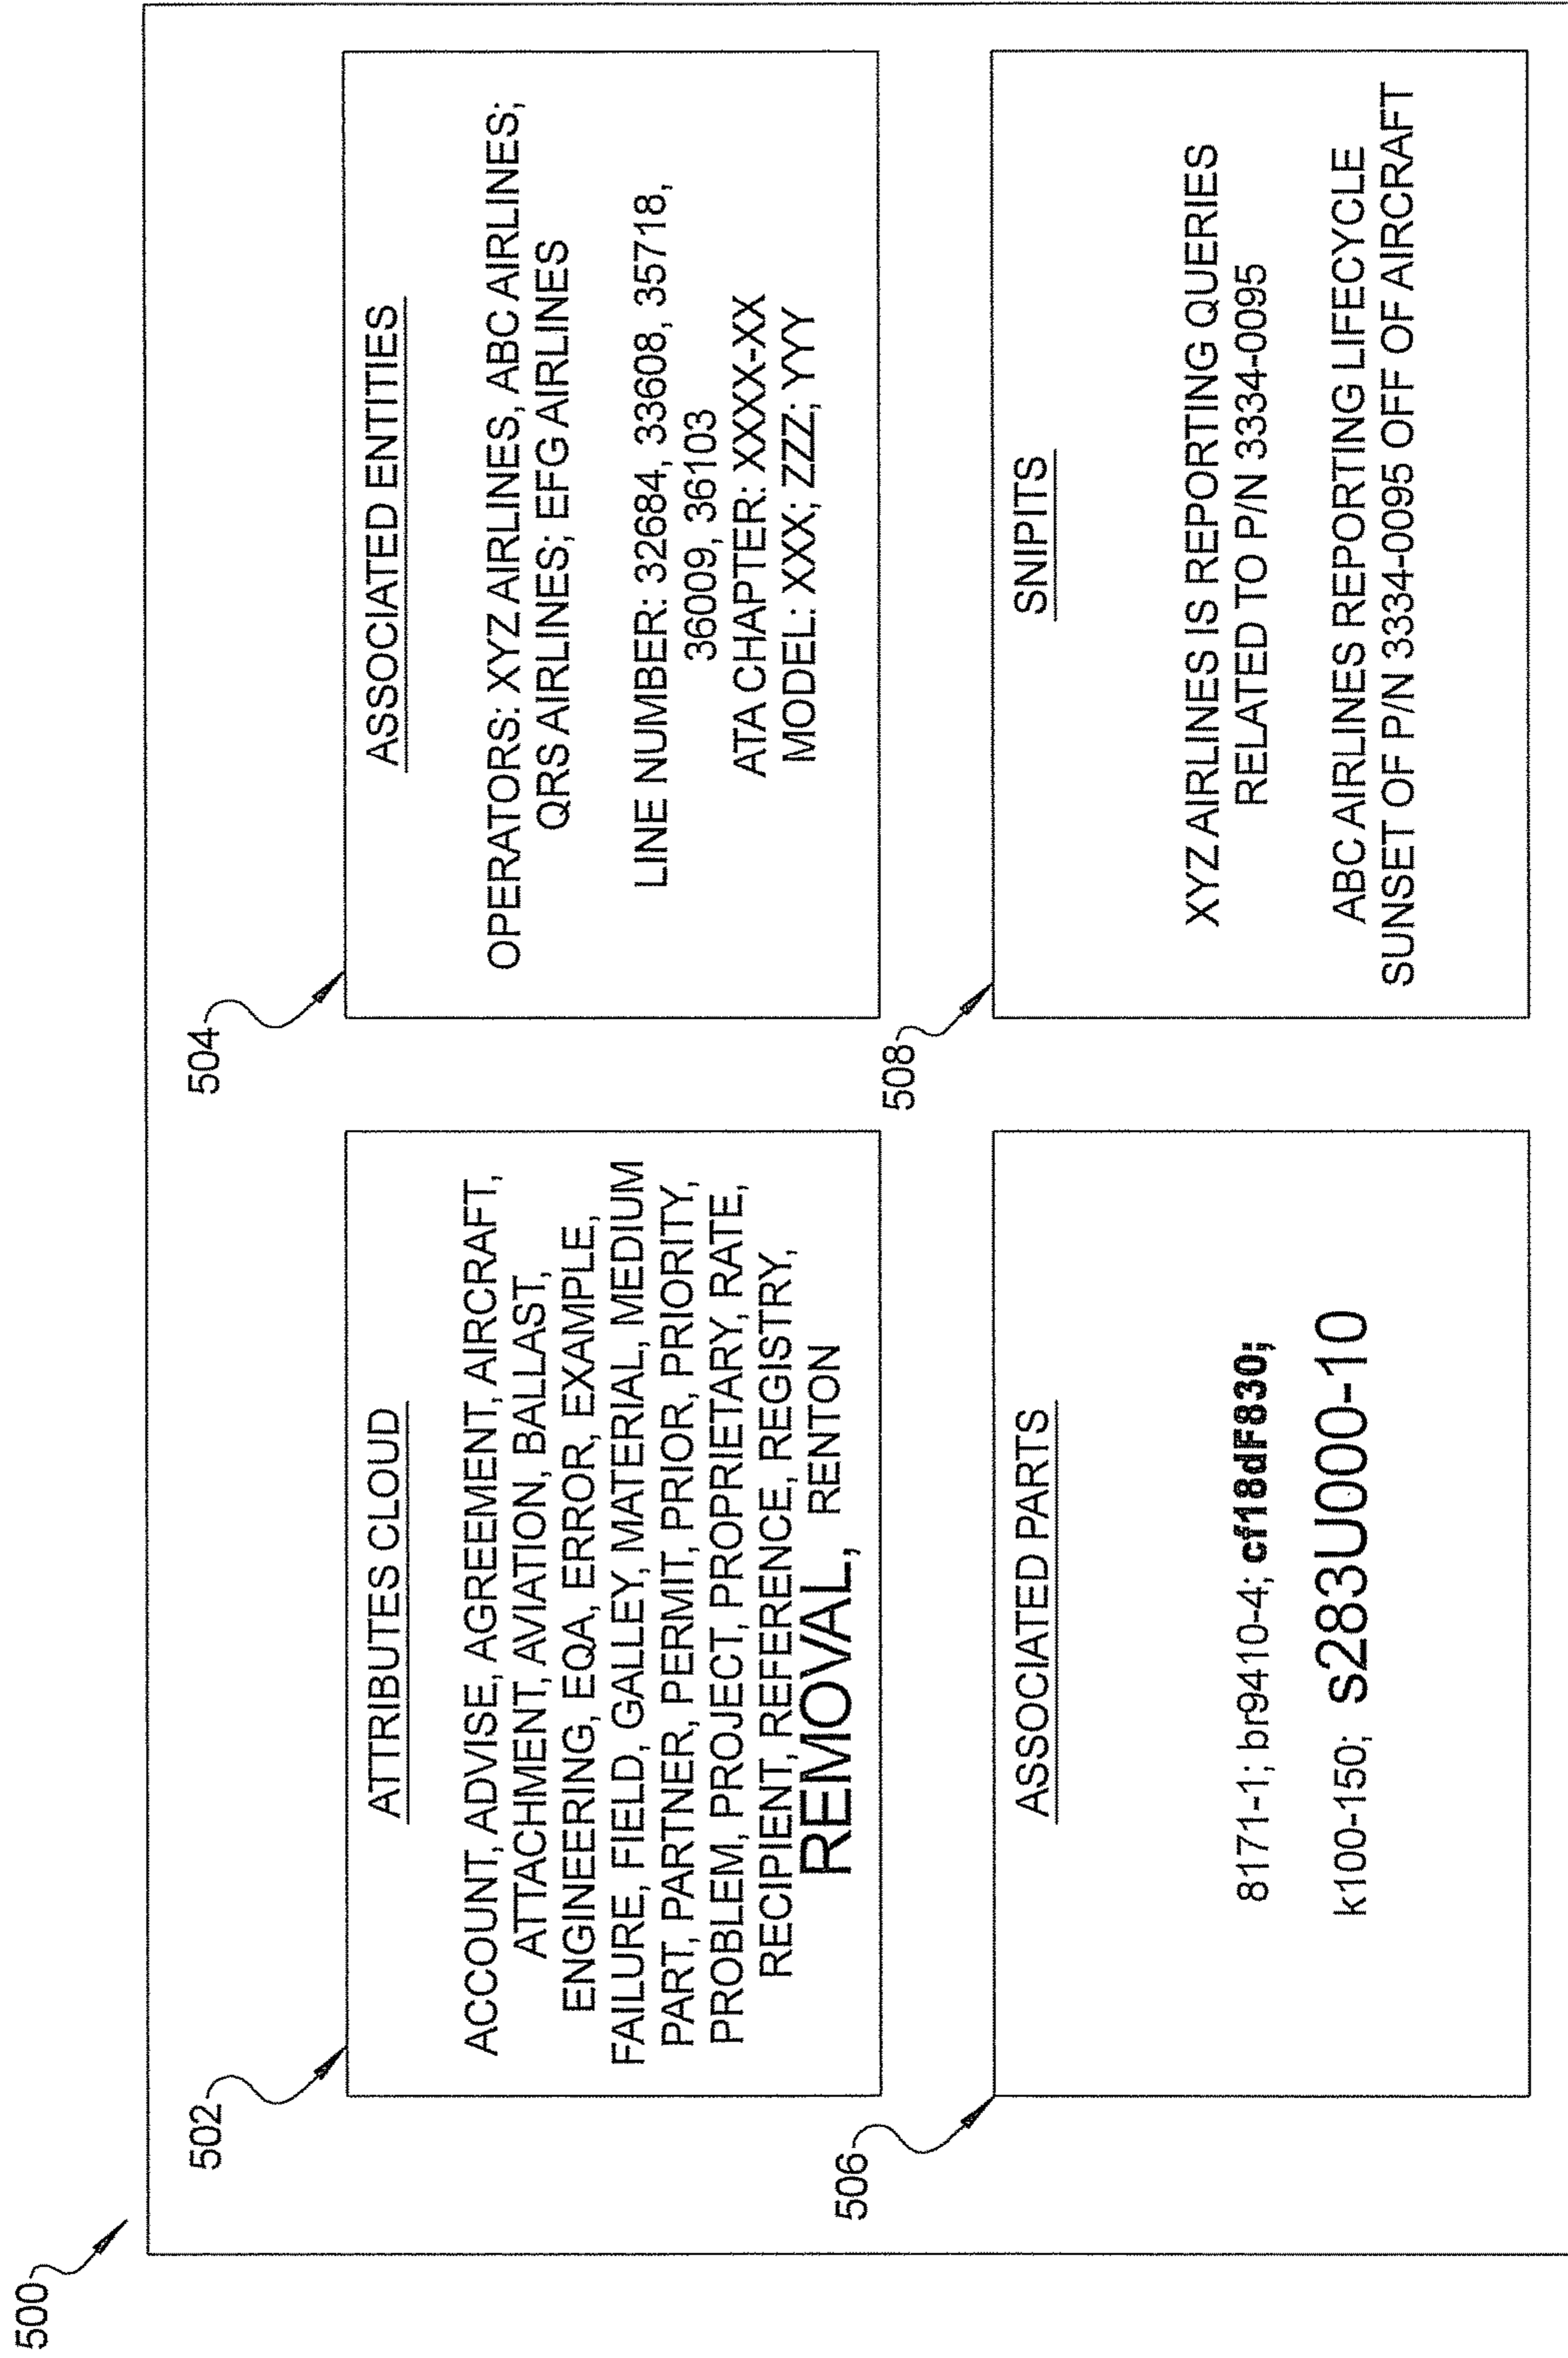 500
502
ATTRIBUTES CLOUD
ACCOUNT, ADVISE, AGREEMENT, AIRCRAFT,
ATTACHMENT, AVIATION, BALLAST,
ENGINEERING, EQA, ERROR, EXAMPLE,
FAILURE, FIELD, GALLEY, MATERIAL, MEDIUM
PART, PARTNER, PERMIT, PRIOR, PRIORITY,
PROBLEM, PROJECT, PROPRIETARY, RATE,
RECIPIENT, REFERENCE, REGISTRY,
REMOVAL, RENTON
504
ASSOCIATED ENTITIES
OPERATORS: XYZ AIRLINES, ABC AIRLINES;
QRS AIRLINES; EFG AIRLINES
LINE NUMBER: 32684, 33608, 35718,
36009, 36103
ATA CHAPTER: XXXX-XX
MODEL: XXX; ZZZ; YYY
506
ASSOCIATED PARTS
8171-1; br9410-4; cf18dF830;
k100-150; s283U000-10
508
SNIPITS
XYZ AIRLINES IS REPORTING QUERIES
RELATED TO P/N 3334-0095
ABC AIRLINES REPORTING LIFECYCLE
SUNSET OF P/N 3334-0095 OFF OF AIRCRAFT